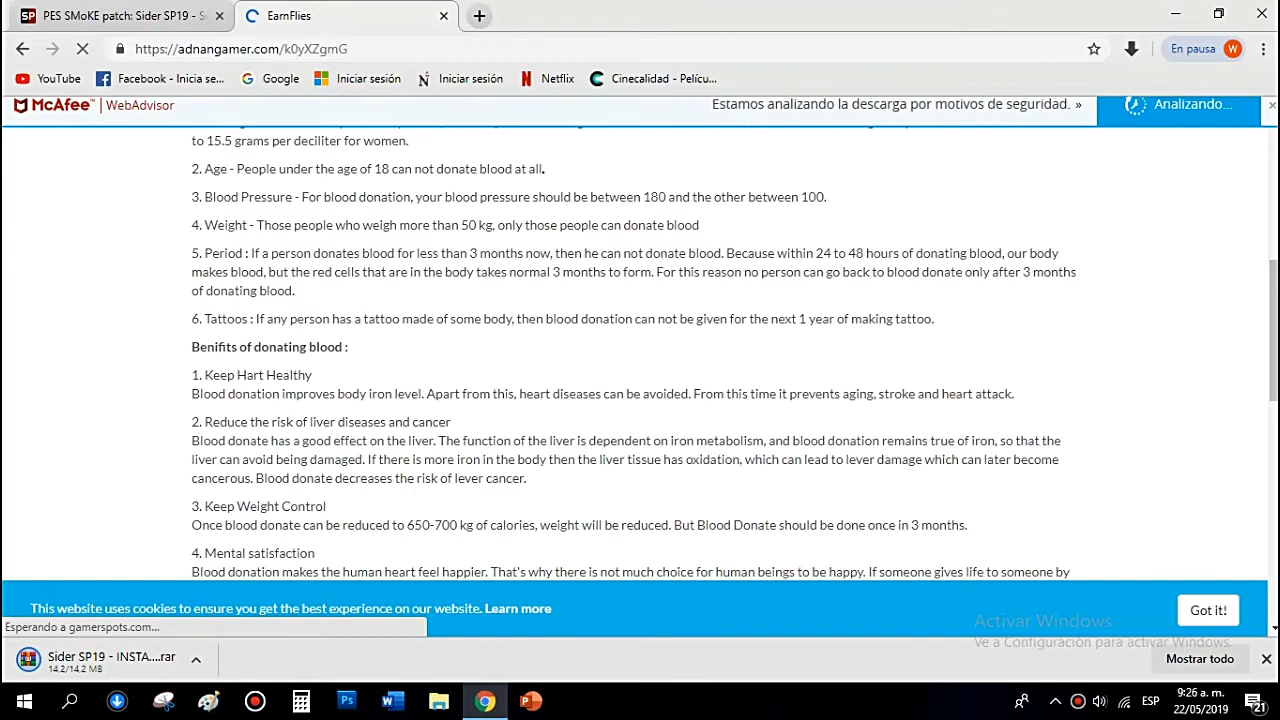 PES SMoKE patch: Sider SP19 - S
EarnFlies
https://adnangamer.com/k0yXZgmG
En pausa W
YouTube Facebook - Inicia se... Google Iniciar sesión Iniciar sesión Netflix Cinecalidad - Pelícu...
McAfee™ | WebAdvisor Estamos analizando la descarga por motivos de seguridad. » Analizando...
to 15.5 grams per deciliter for women.
2. Age - People under the age of 18 can not donate blood at all.
3. Blood Pressure - For blood donation, your blood pressure should be between 180 and the other between 100.
4. Weight - Those people who weigh more than 50 kg, only those people can donate blood
5. Period : If a person donates blood for less than 3 months now, then he can not donate blood. Because within 24 to 48 hours of donating blood, our body
makes blood, but the red cells that are in the body takes normal 3 months to form. For this reason no person can go back to blood donate only after 3 months
of donating blood.
6. Tattoos : If any person has a tattoo made of some body, then blood donation can not be given for the next 1 year of making tattoo.
Benifits of donating blood :
1. Keep Hart Healthy
Blood donation improves body iron level. Apart from this, heart diseases can be avoided. From this time it prevents aging, stroke and heart attack.
2. Reduce the risk of liver diseases and cancer
Blood donate has a good effect on the liver. The function of the liver is dependent on iron metabolism, and blood donation remains true of iron, so that the
liver can avoid being damaged. If there is more iron in the body then the liver tissue has oxidation, which can lead to lever damage which can later become
cancerous. Blood donate decreases the risk of lever cancer.
3. Keep Weight Control
Once blood donate can be reduced to 650-700 kg of calories, weight will be reduced. But Blood Donate should be done once in 3 months.
4. Mental satisfaction
Blood donation makes the human heart feel happier. That's why there is not much choice for human beings to be happy. If someone gives life to someone by
This website uses cookies to ensure you get the best experience on our website. Learn more
Got it!
Esperando a gamerspots.com...
Activar Windows
Ve a Configuración para activar Windows.
Sider SP19 - INSTA....rar
14.2/14.2 MB
Mostrar todo
ESP
9:26 a. m.
22/05/2019
21